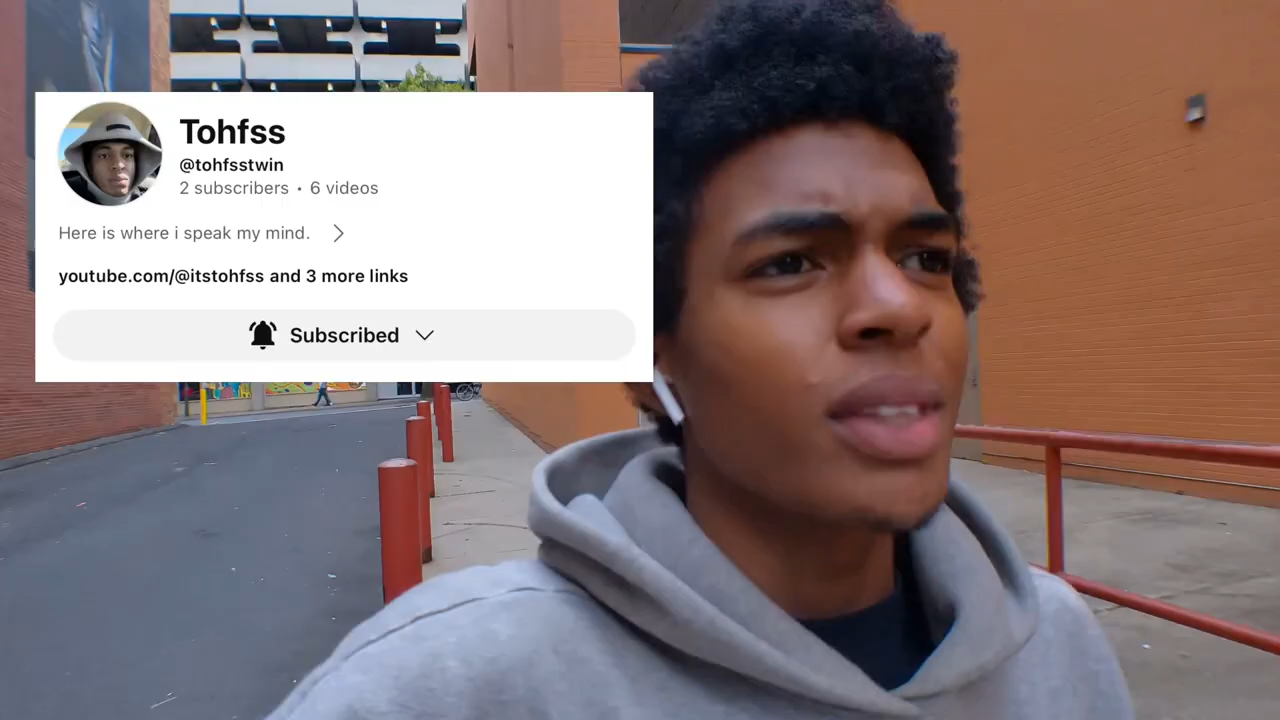 Tohfss
@tohfsstwin
2 subscribers • 6 videos
Here is where i speak my mind.
youtube.com/@itstohfss and 3 more links
Subscribed